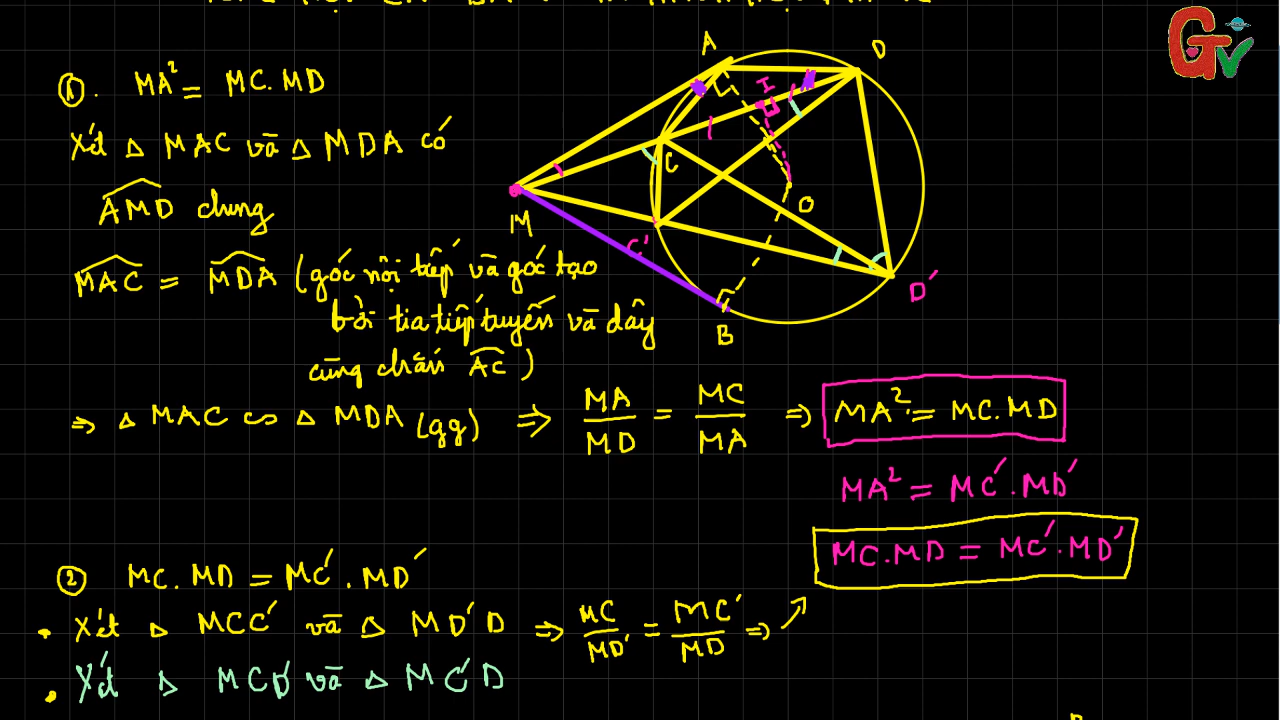 GTV
① . MA² = MC.MD
Xét Δ MAC và Δ MDA có
AMD chung
MAC = MDA (góc nội tiếp và góc tạo
bởi tia tiếp tuyến và dây
cùng chắn AC)
⇒ Δ MAC ∽ Δ MDA (gg) ⇒ MA/MD = MC/MA ⇒ MA² = MC.MD
MA² = MC'.MD'
MC.MD = MC'.MD'
② MC.MD = MC'.MD'
• Xét Δ MCC' và Δ MD'D ⇒ MC/MD' = MC'/MD ⇒
• Xét Δ MCD' và Δ MC'D
A
D
I
C
O
M
C'
D'
B